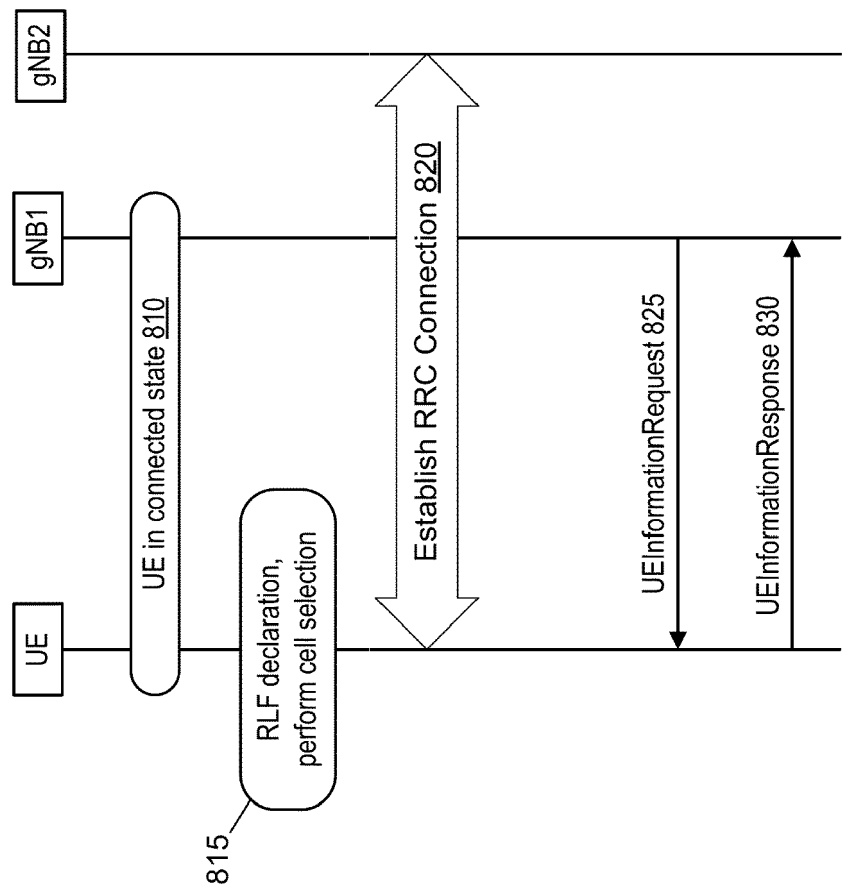 UE
gNB1
gNB2
UE in connected state 810
815
RLF declaration,
perform cell selection
Establish RRC Connection 820
UEInformationRequest 825
UEInformationResponse 830